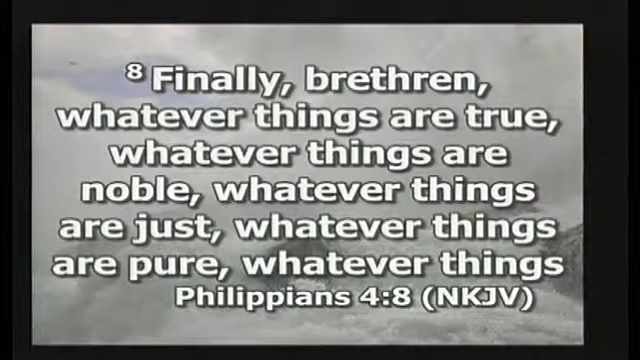 8 Finally, brethren,
whatever things are true,
whatever things are
noble, whatever things
are just, whatever things
are pure, whatever things
Philippians 4:8 (NKJV)